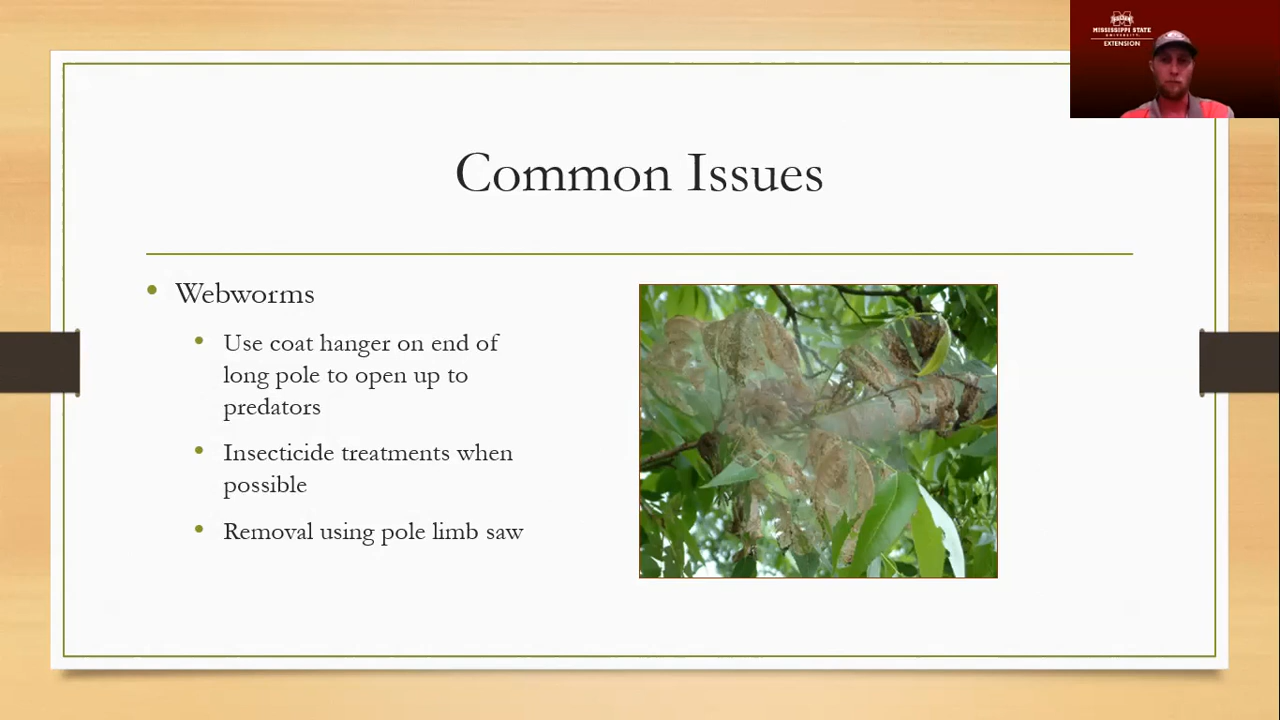 MISSISSIPPI STATE
UNIVERSITY
EXTENSION
Common Issues
• Webworms
• Use coat hanger on end of
long pole to open up to
predators
• Insecticide treatments when
possible
• Removal using pole limb saw